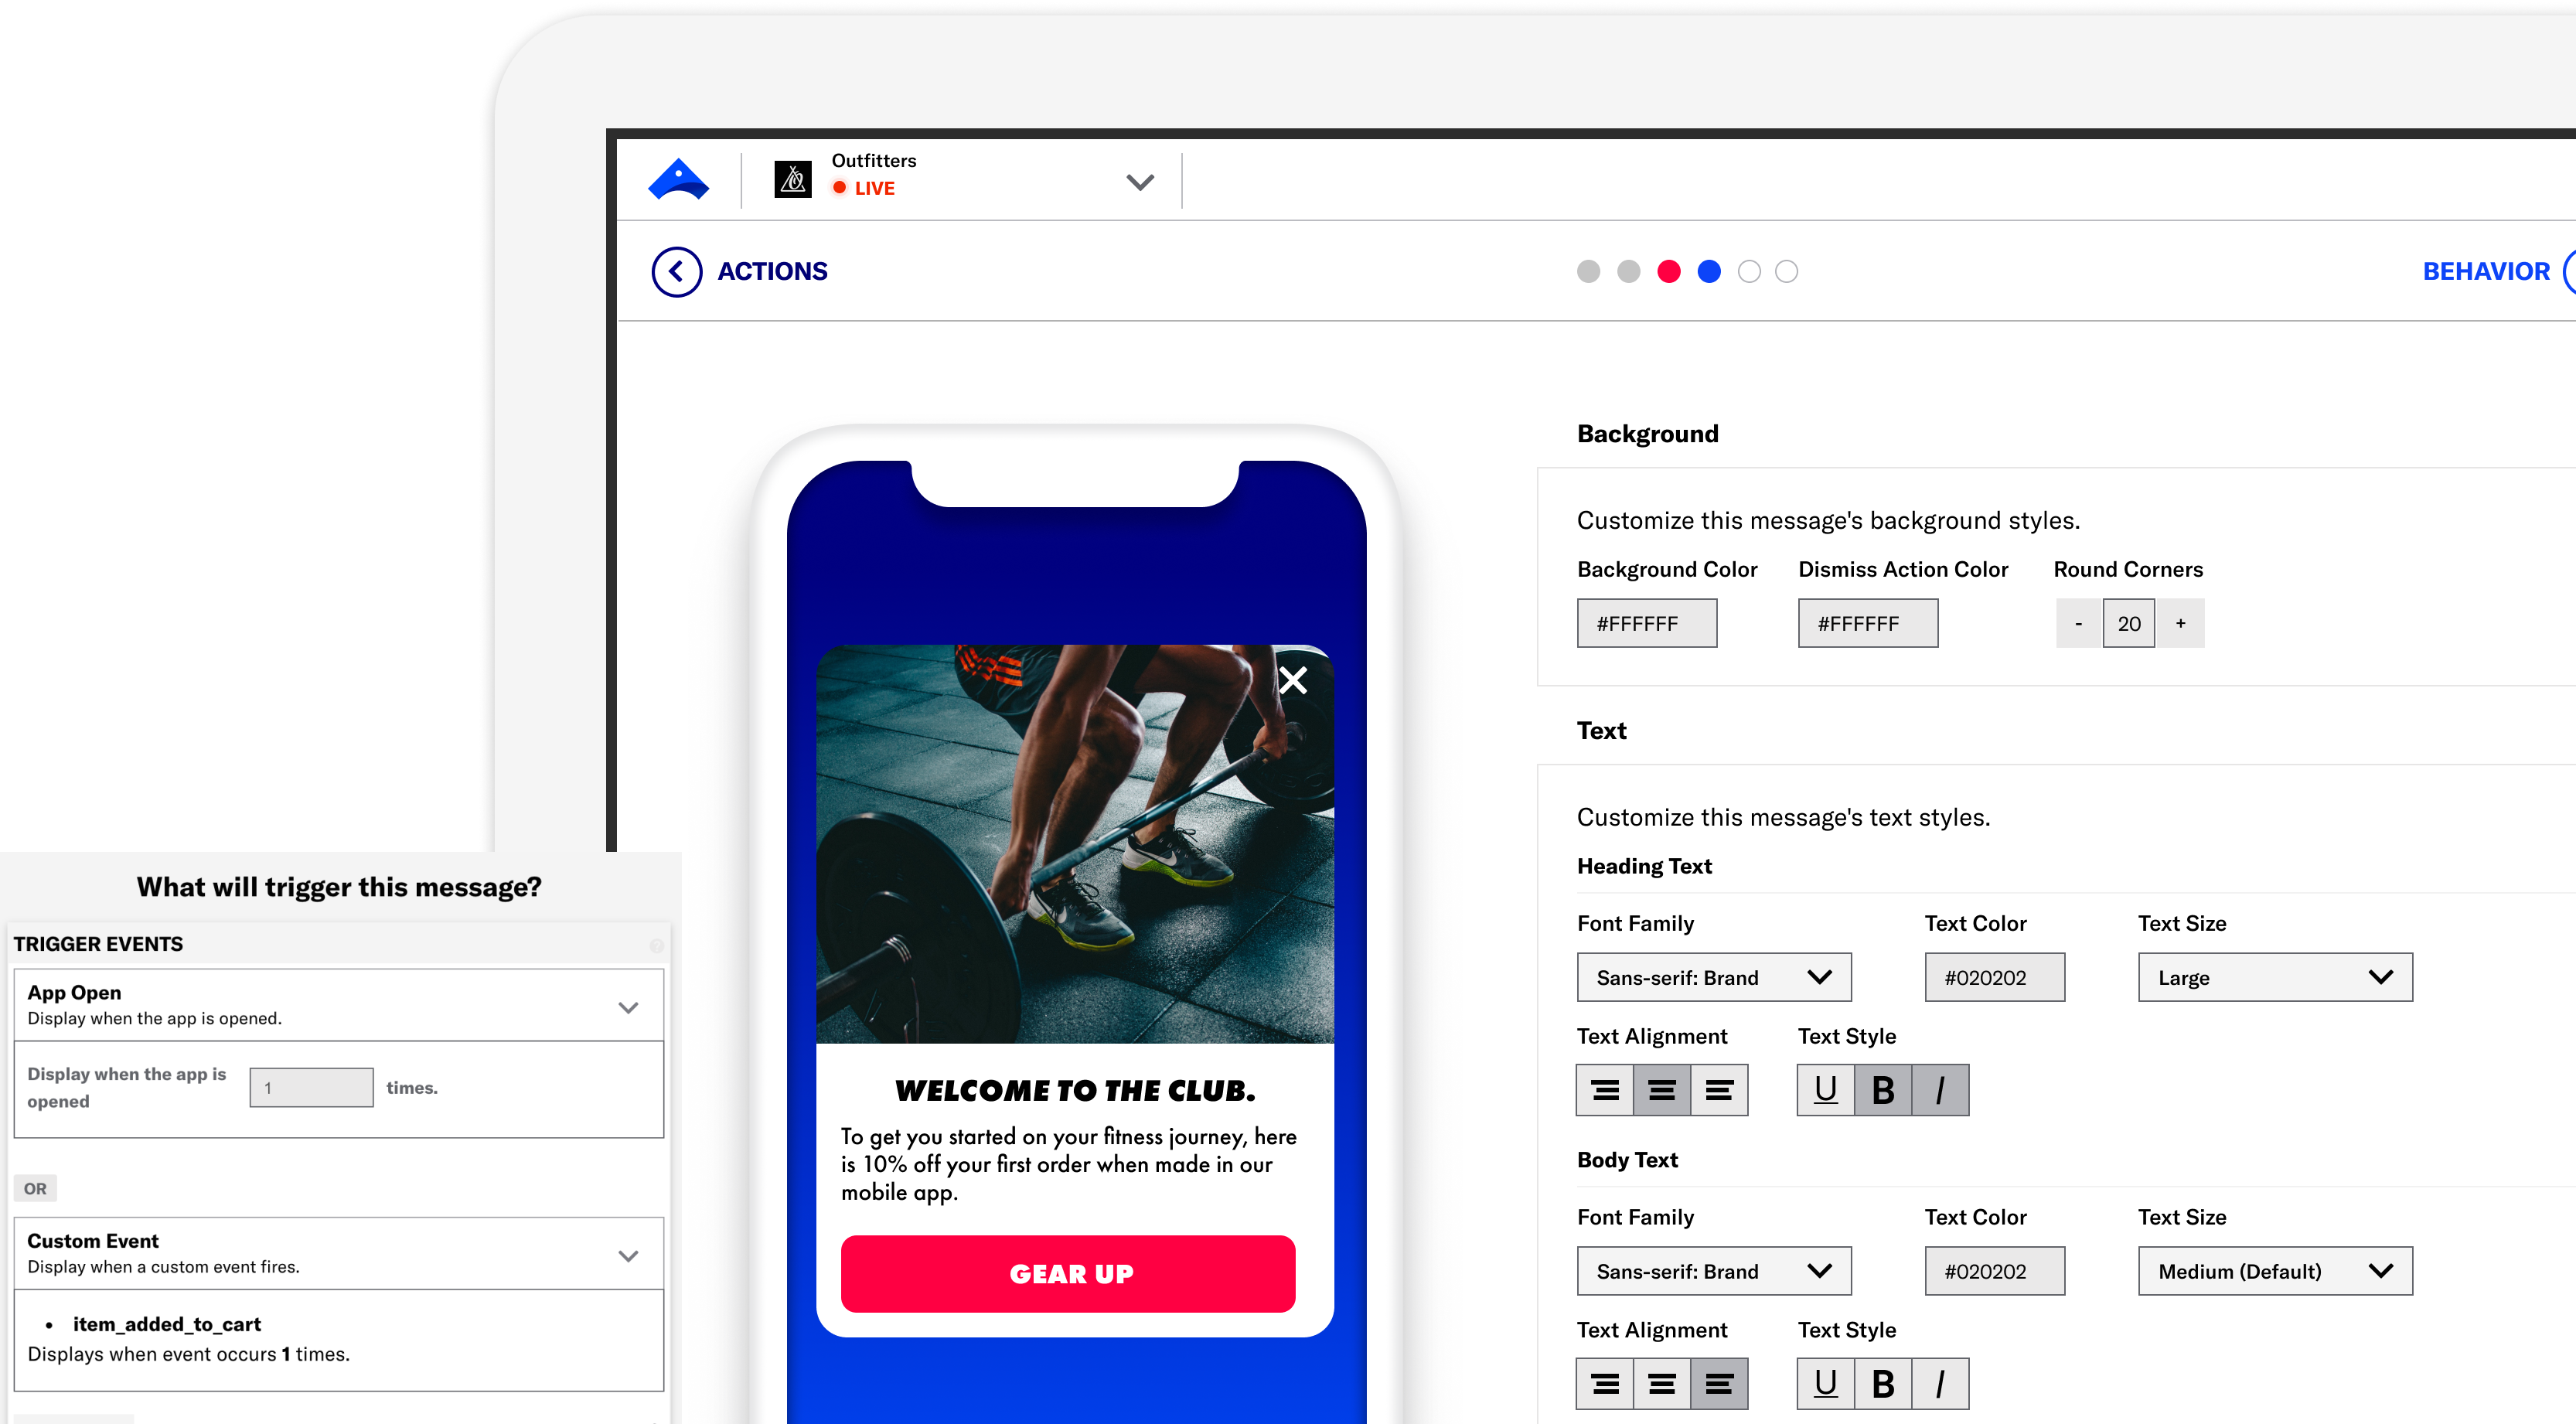 Outfitters
LIVE
ACTIONS
BEHAVIOR
Background
Customize this message's background styles.
Background Color
Dismiss Action Color
Round Corners
#FFFFFF
#FFFFFF
- 20 +
Text
Customize this message's text styles.
Heading Text
Font Family
Text Color
Text Size
Sans-serif: Brand
#020202
Large
Text Alignment
Text Style
U B I
Body Text
Font Family
Text Color
Text Size
Sans-serif: Brand
#020202
Medium (Default)
Text Alignment
Text Style
U B I
WELCOME TO THE CLUB.
To get you started on your fitness journey, here
is 10% off your first order when made in our
mobile app.
GEAR UP
What will trigger this message?
TRIGGER EVENTS
?
App Open
Display when the app is opened.
Display when the app is
opened
1
times.
OR
Custom Event
Display when a custom event fires.
• item_added_to_cart
Displays when event occurs 1 times.